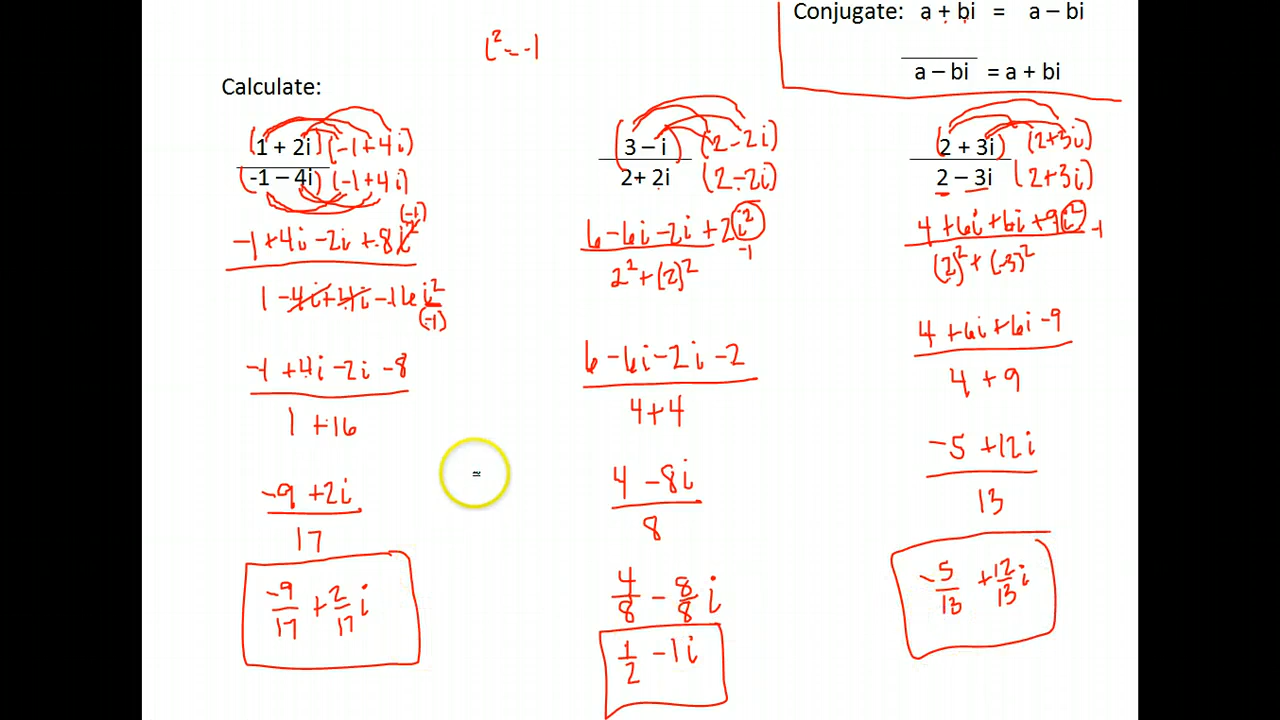 Conjugate: a + bi = a – bi
i² = -1
a – bi = a + bi
Calculate:
(1 + 2i) (-1+4i)
(-1 – 4i) (-1+4i)
-1+4i-2i+8i² (-1)
1-4i+4i-16i² (-1)
-1+4i-2i-8
1+16
-9+2i
17
-9/17 + 2/17 i
(3 – i) (2-2i)
2+ 2i (2-2i)
6-6i-2i+2i² -1
2²+(2)²
6-6i-2i-2
4+4
4-8i
8
4/8 - 8/8 i
1/2 -1i
(2 + 3i) (2+3i)
2 – 3i (2+3i)
4+6i+6i+9i² -1
(2)²+(-3)²
4+6i+6i-9
4+9
-5+12i
13
-5/13 +12/13 i